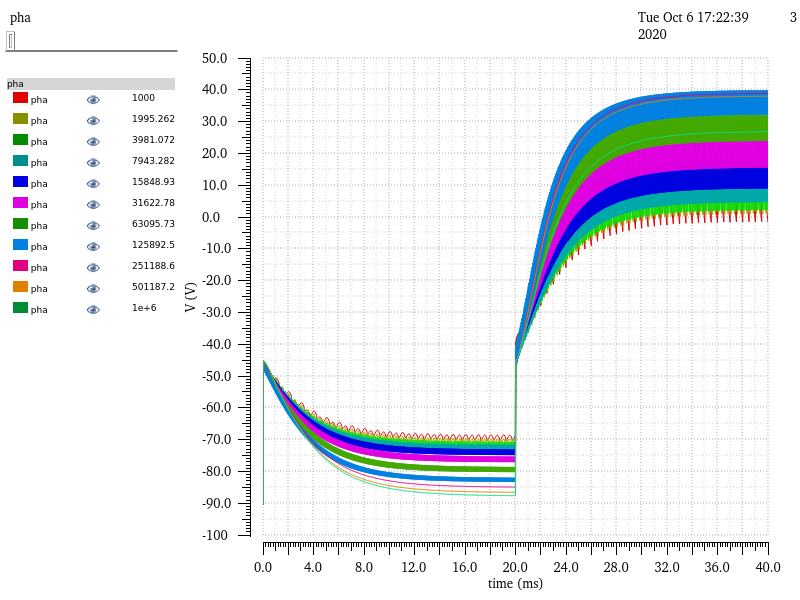 pha
Tue Oct 6 17:22:39 3
2020
pha
pha 1000
pha 1995.262
pha 3981.072
pha 7943.282
pha 15848.93
pha 31622.78
pha 63095.73
pha 125892.5
pha 251188.6
pha 501187.2
pha 1e+6
V (V)
50.0
40.0
30.0
20.0
10.0
0.0
-10.0
-20.0
-30.0
-40.0
-50.0
-60.0
-70.0
-80.0
-90.0
-100
0.0 4.0 8.0 12.0 16.0 20.0 24.0 28.0 32.0 36.0 40.0
time (ms)